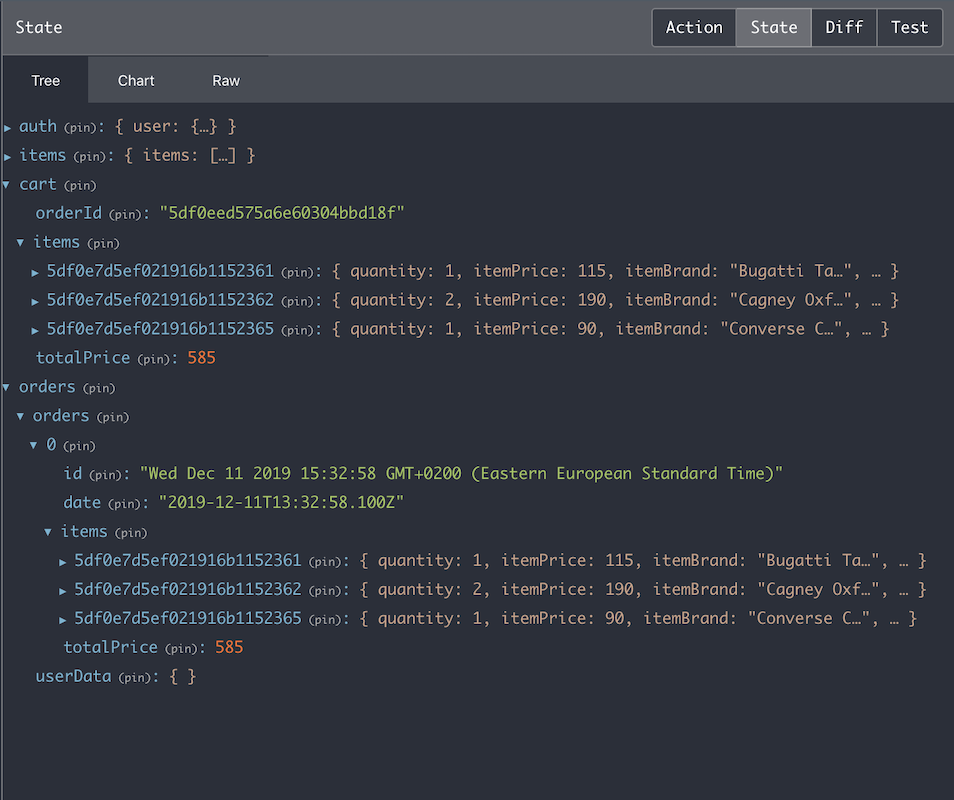 State Action State Diff Test
Tree Chart Raw
▶ auth (pin): { user: {…} }
▶ items (pin): { items: […] }
▼ cart (pin)
orderId (pin): "5df0eed575a6e60304bbd18f"
▼ items (pin)
▶ 5df0e7d5ef021916b1152361 (pin): { quantity: 1, itemPrice: 115, itemBrand: "Bugatti Ta…", … }
▶ 5df0e7d5ef021916b1152362 (pin): { quantity: 2, itemPrice: 190, itemBrand: "Cagney Oxf…", … }
▶ 5df0e7d5ef021916b1152365 (pin): { quantity: 1, itemPrice: 90, itemBrand: "Converse C…", … }
totalPrice (pin): 585
▼ orders (pin)
▼ orders (pin)
▼ 0 (pin)
id (pin): "Wed Dec 11 2019 15:32:58 GMT+0200 (Eastern European Standard Time)"
date (pin): "2019-12-11T13:32:58.100Z"
▼ items (pin)
▶ 5df0e7d5ef021916b1152361 (pin): { quantity: 1, itemPrice: 115, itemBrand: "Bugatti Ta…", … }
▶ 5df0e7d5ef021916b1152362 (pin): { quantity: 2, itemPrice: 190, itemBrand: "Cagney Oxf…", … }
▶ 5df0e7d5ef021916b1152365 (pin): { quantity: 1, itemPrice: 90, itemBrand: "Converse C…", … }
totalPrice (pin): 585
userData (pin): { }